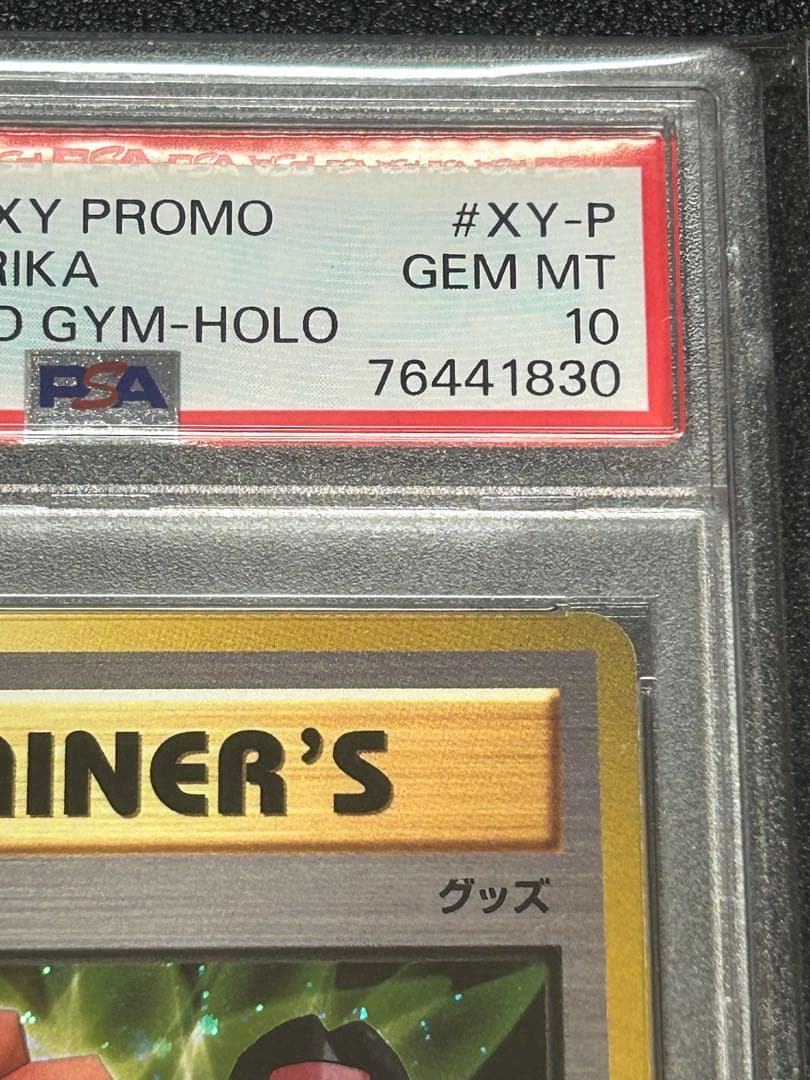 XY PROMO #XY-P
RIKA GEM MT
D GYM-HOLO 10
PSA 76441830
AINER'S
グッズ